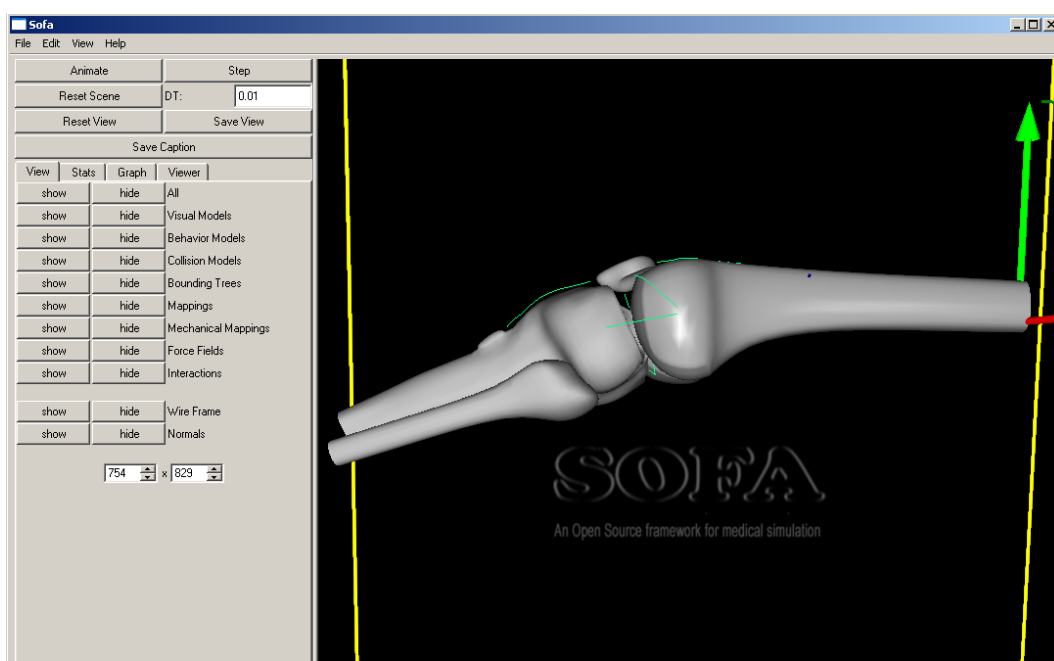 Sofa
File Edit View Help
Animate Step
Reset Scene DT: 0.01
Reset View Save View
Save Caption
View Stats Graph Viewer
show hide All
show hide Visual Models
show hide Behavior Models
show hide Collision Models
show hide Bounding Trees
show hide Mappings
show hide Mechanical Mappings
show hide Force Fields
show hide Interactions
show hide Wire Frame
show hide Normals
754 x 829
SOFA
An Open Source framework for medical simulation